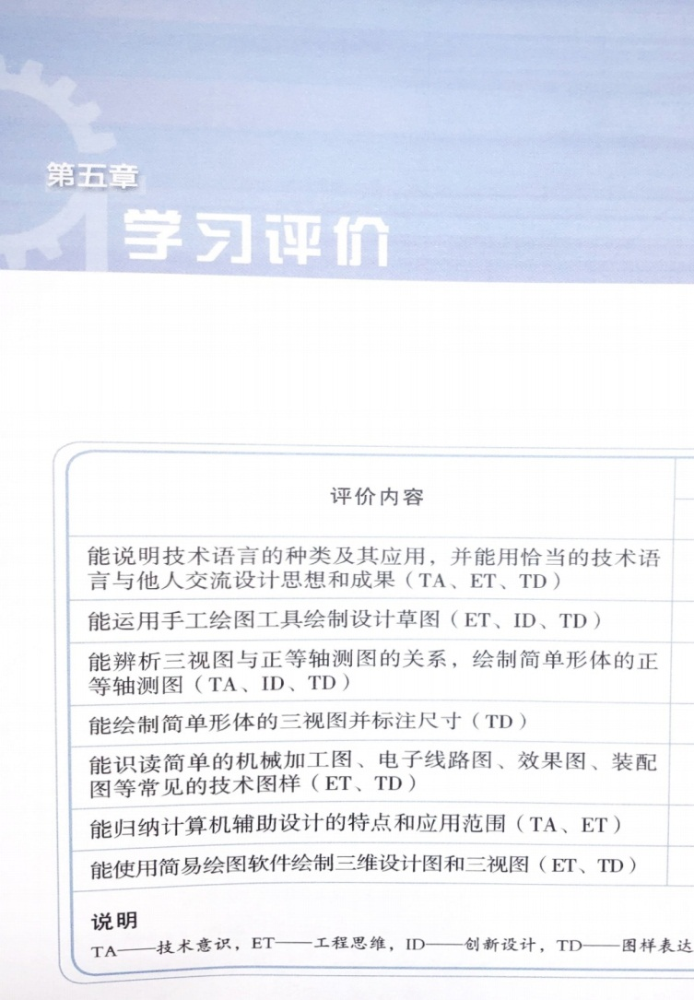 第五章
学习评价
评价内容
能说明技术语言的种类及其应用，并能用恰当的技术语
言与他人交流设计思想和成果（TA、ET、TD）
能运用手工绘图工具绘制设计草图（ET、ID、TD）
能辨析三视图与正等轴测图的关系，绘制简单形体的正
等轴测图（TA、ID、TD）
能绘制简单形体的三视图并标注尺寸（TD）
能识读简单的机械加工图、电子线路图、效果图、装配
图等常见的技术图样（ET、TD）
能归纳计算机辅助设计的特点和应用范围（TA、ET）
能使用简易绘图软件绘制三维设计图和三视图（ET、TD）
说明
TA——技术意识，ET——工程思维，ID——创新设计，TD——图样表达